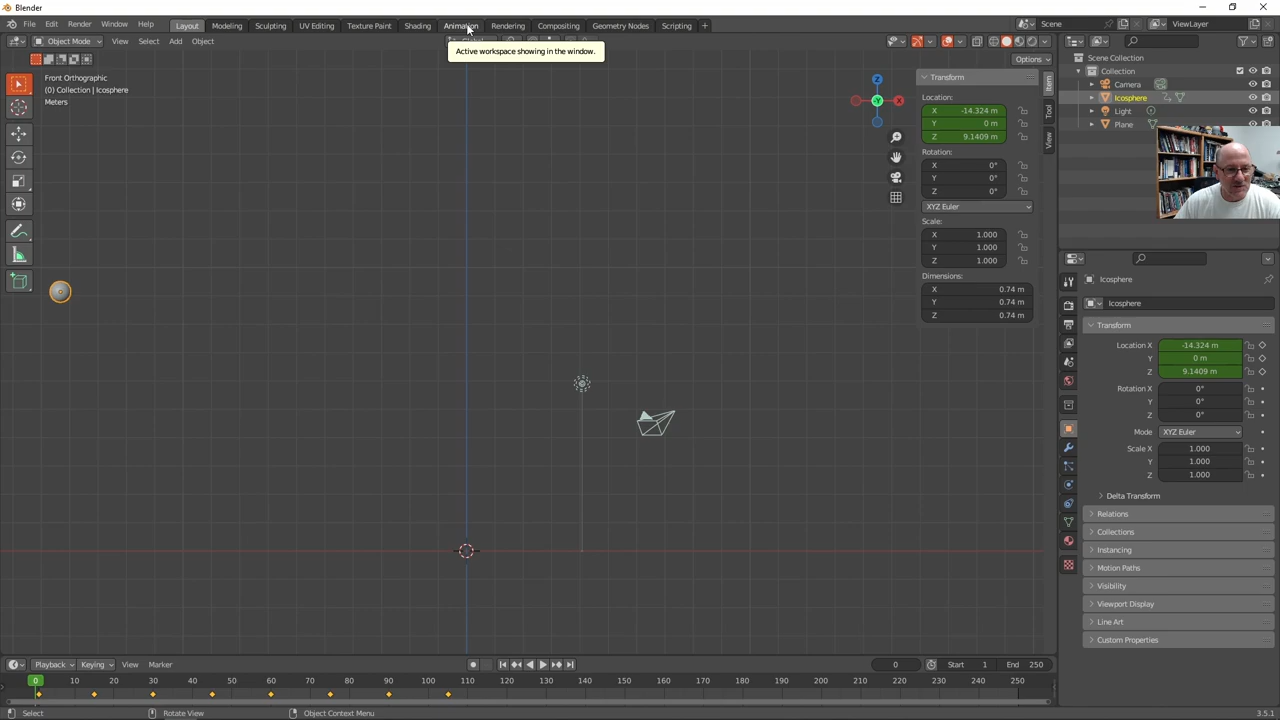 Blender
File Edit Render Window Help
Layout Modeling Sculpting UV Editing Texture Paint Shading Animation Rendering Compositing Geometry Nodes Scripting +
Scene
ViewLayer
Object Mode View Select Add Object
Active workspace showing in the window.
Options
Front Orthographic
(0) Collection | Icosphere
Meters
Z
-Y
X
Transform
Location:
X -14.324 m
Y 0 m
Z 9.1409 m
Rotation:
X 0°
Y 0°
Z 0°
XYZ Euler
Scale:
X 1.000
Y 1.000
Z 1.000
Dimensions:
X 0.74 m
Y 0.74 m
Z 0.74 m
Item
Tool
View
Scene Collection
Collection
Camera
Icosphere
Light
Plane
Icosphere
Icosphere
Transform
Location X -14.324 m
Y 0 m
Z 9.1409 m
Rotation X 0°
Y 0°
Z 0°
Mode XYZ Euler
Scale X 1.000
Y 1.000
Z 1.000
Delta Transform
Relations
Collections
Instancing
Motion Paths
Visibility
Viewport Display
Line Art
Custom Properties
Playback Keying View Marker
0 Start 1 End 250
0 10 20 30 40 50 60 70 80 90 100 110 120 130 140 150 160 170 180 190 200 210 220 230 240 250
Select Rotate View Object Context Menu
3.5.1